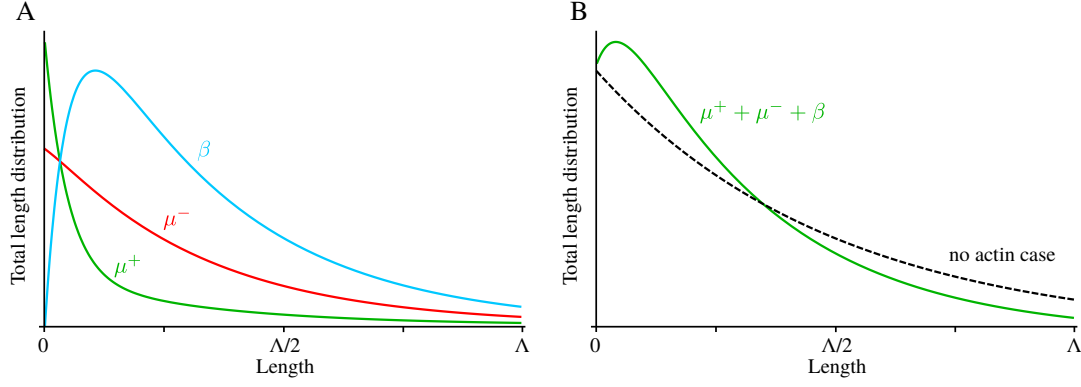 A
Total length distribution
β
μ⁻
μ⁺
0
Λ/2
Λ
Length
B
Total length distribution
μ⁺ + μ⁻ + β
no actin case
0
Λ/2
Λ
Length